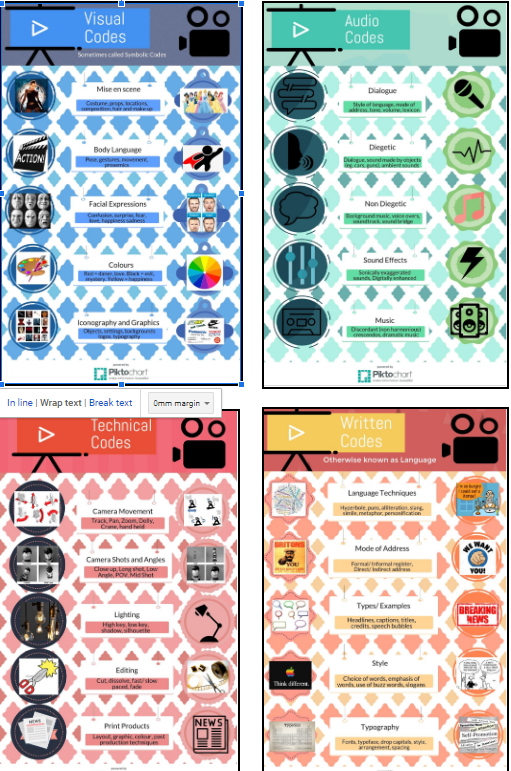 Visual
Codes
Sometimes called Symbolic Codes
Mise en scene
Costume, props, locations,
composition, hair and make up
Body Language
Pose, gestures, movement,
proxemics
ACTION!
Facial Expressions
Confusion, surprise, fear,
love, happiness sadness
Colours
Red = danger, love. Black = evil,
mystery. Yellow = happiness
Iconography and Graphics
Objects, settings, backgrounds
signs, typography
Piktochart
Audio
Codes
Dialogue
Style of language, mode of
address, tone, volume, lexicon
Diegetic
Dialogue, sound made by objects
(eg. cars, guns), ambient sounds
Non Diegetic
Background music, voice overs,
soundtrack, sound bridge
Sound Effects
Sonically exaggerated
sounds, Digitally enhanced
Music
Discordant (non harmonious)
crescendos, dramatic music
Piktochart
In line | Wrap text | Break text
0mm margin
Technical
Codes
Camera Movement
Track, Pan, Zoom, Dolly,
Crane, hand held
Camera Shots and Angles
Close up, Long shot, Low
Angle, POV, Mid Shot
Lighting
High key, low key,
shadow, silhouette
Editing
Cut, dissolve, fast/ slow
paced, fade
Print Products
Layout, graphic, colour, post
production techniques
NEWS
NEWS
Written
Codes
Otherwise known as Language
Language Techniques
Hyperbole, puns, alliteration, slang,
simile, metaphor, personification
BRITONS
Mode of Address
Formal/ Informal register,
Direct/ Indirect address
WE WANT
YOU!
Types/ Examples
Headlines, captions, titles,
credits, speech bubbles
BREAKING
NEWS
Think different.
Style
Choice of words, emphasis of
words, use of buzz words, slogans
Typography
Fonts, typeface, drop capitals, style,
arrangement, spacing
Self-Promotion